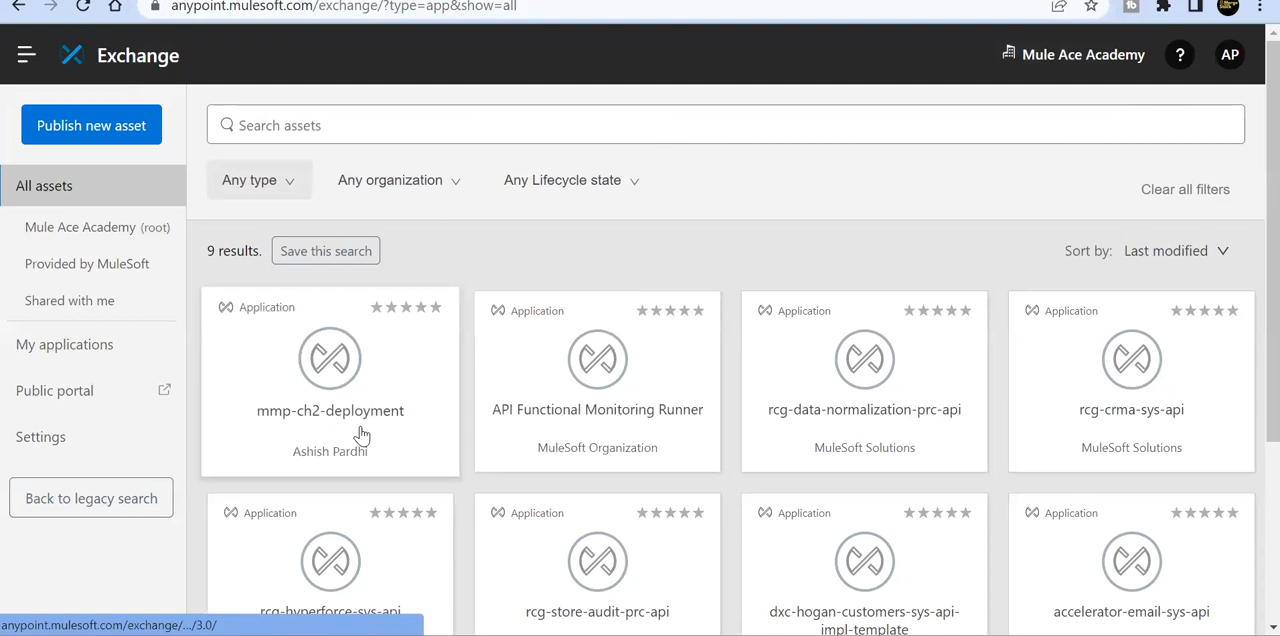 anypoint.mulesoft.com/exchange/?type=app&show=all
Exchange
Mule Ace Academy
?
AP
Publish new asset
Search assets
All assets
Any type
Any organization
Any Lifecycle state
Clear all filters
Mule Ace Academy (root)
Provided by MuleSoft
Shared with me
My applications
Public portal
Settings
Back to legacy search
9 results.
Save this search
Sort by: Last modified
Application
mmp-ch2-deployment
Ashish Pardhi
Application
API Functional Monitoring Runner
MuleSoft Organization
Application
rcg-data-normalization-prc-api
MuleSoft Solutions
Application
rcg-crma-sys-api
MuleSoft Solutions
Application
rcg-hyperforce-sys-api
Application
rcg-store-audit-prc-api
Application
dxc-hogan-customers-sys-api-
impl-template
Application
accelerator-email-sys-api
anypoint.mulesoft.com/exchange/.../3.0/